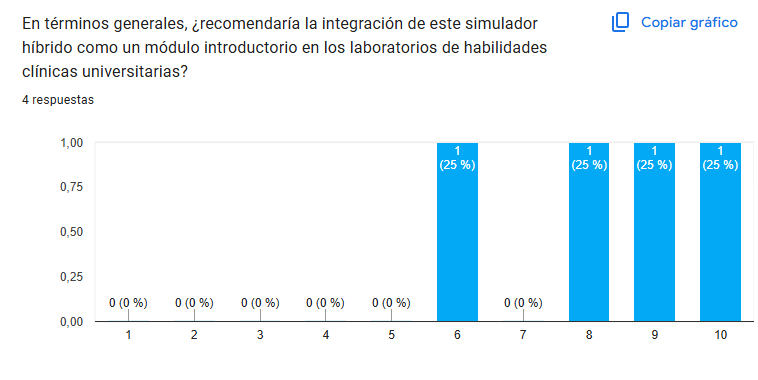 En términos generales, ¿recomendaría la integración de este simulador
híbrido como un módulo introductorio en los laboratorios de habilidades
clínicas universitarias?
Copiar gráfico
4 respuestas
1,00
0,75
0,50
0,25
0,00
0 (0 %)
0 (0 %)
0 (0 %)
0 (0 %)
0 (0 %)
1
(25 %)
0 (0 %)
1
(25 %)
1
(25 %)
1
(25 %)
1
2
3
4
5
6
7
8
9
10